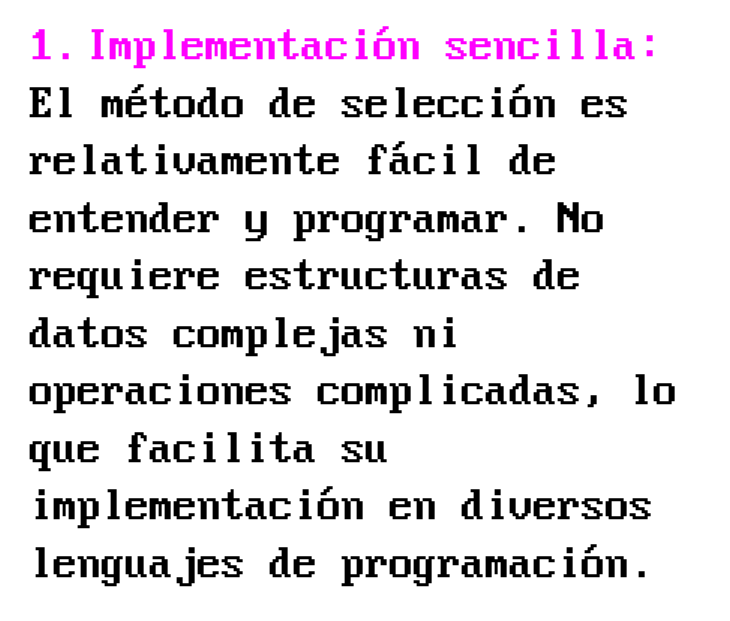 1. Implementación sencilla:
El método de selección es
relativamente fácil de
entender y programar. No
requiere estructuras de
datos complejas ni
operaciones complicadas, lo
que facilita su
implementación en diversos
lenguajes de programación.